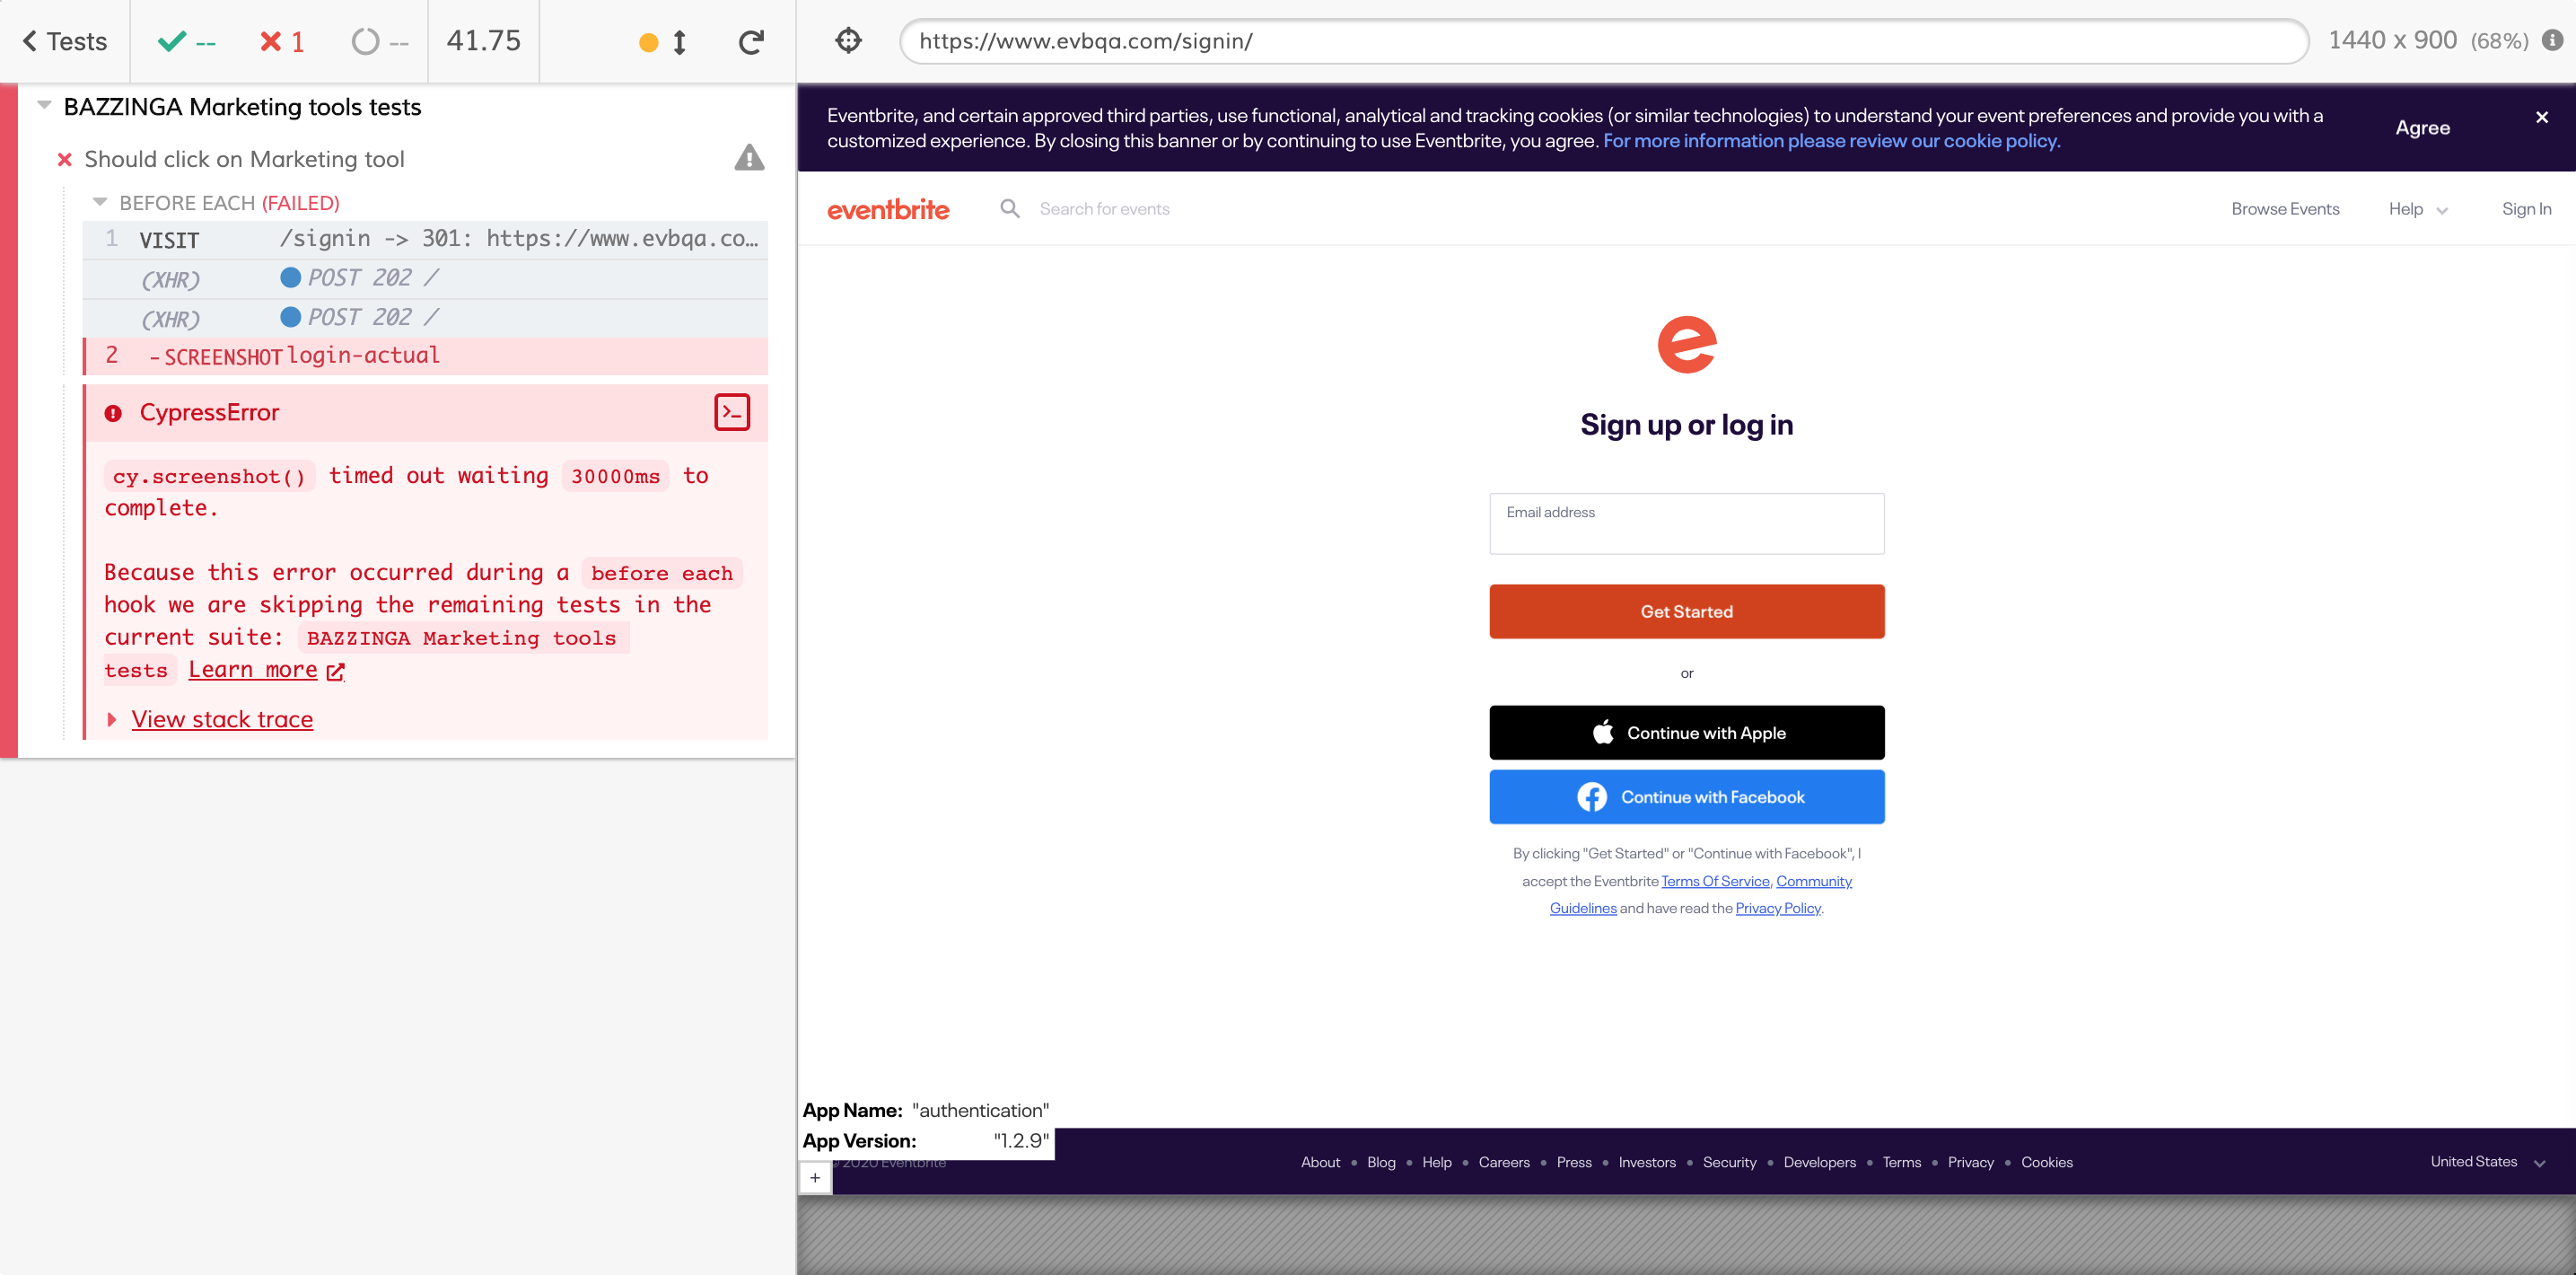 Tests
--
1
--
41.75
https://www.evbqa.com/signin/
1440 x 900 (68%)
BAZZINGA Marketing tools tests
Should click on Marketing tool
BEFORE EACH (FAILED)
1 VISIT /signin -> 301: https://www.evbqa.co…
(XHR) POST 202 /
(XHR) POST 202 /
2 -SCREENSHOT login-actual
CypressError
>_
cy.screenshot() timed out waiting 30000ms to
complete.
Because this error occurred during a before each
hook we are skipping the remaining tests in the
current suite: BAZZINGA Marketing tools
tests Learn more
View stack trace
Eventbrite, and certain approved third parties, use functional, analytical and tracking cookies (or similar technologies) to understand your event preferences and provide you with a
customized experience. By closing this banner or by continuing to use Eventbrite, you agree. For more information please review our cookie policy.
Agree
eventbrite
Search for events
Browse Events
Help
Sign In
e
Sign up or log in
Email address
Get Started
or
Continue with Apple
Continue with Facebook
By clicking "Get Started" or "Continue with Facebook", I
accept the Eventbrite Terms Of Service, Community
Guidelines and have read the Privacy Policy.
App Name: "authentication"
App Version: "1.2.9"
© 2020 Eventbrite
+
About • Blog • Help • Careers • Press • Investors • Security • Developers • Terms • Privacy • Cookies
United States